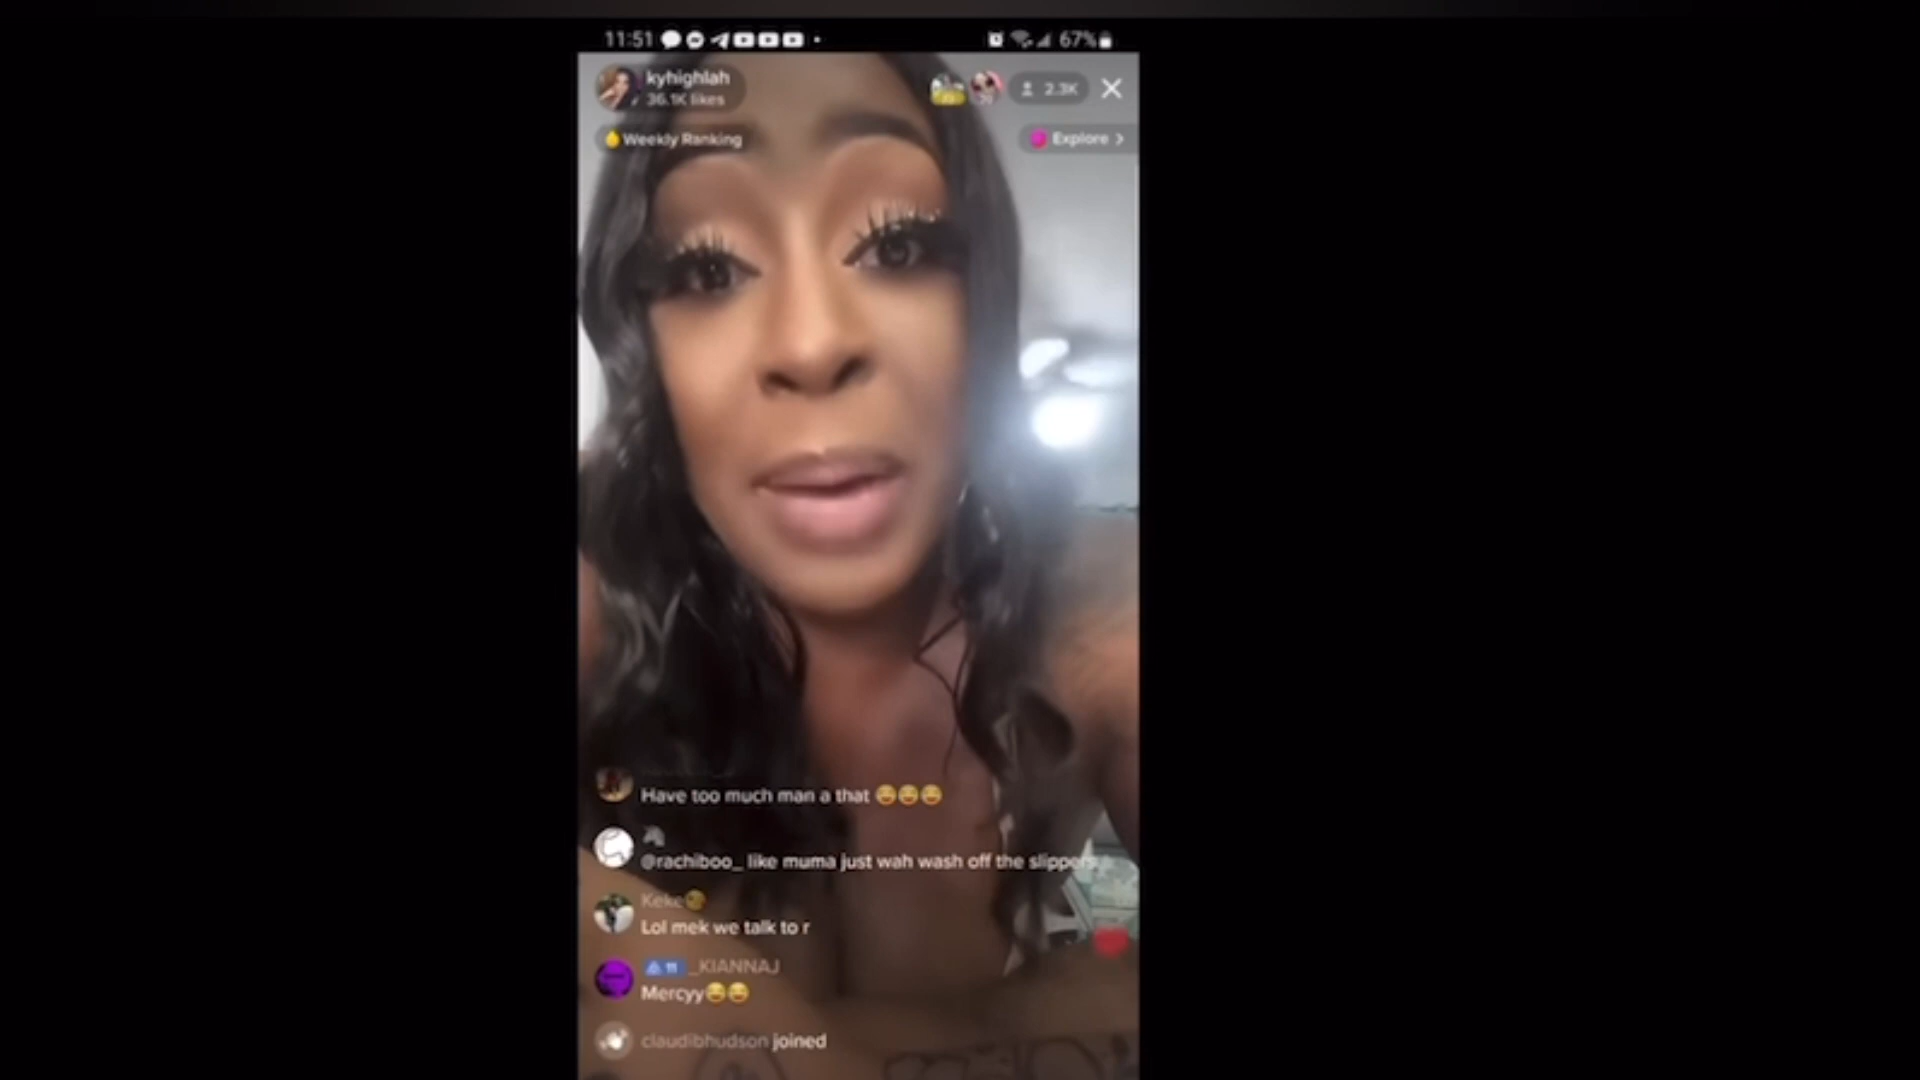 11:51
67%
kyhighlah
36.1K likes
2.3K
Weekly Ranking
Explore >
Have too much man a that 😂😂😂
@rachiboo_ like muma just wah wash off the slippers
Keke
Lol mek we talk to r
11 _KIANNAJ
Mercyy😂😂
claudibhudson joined